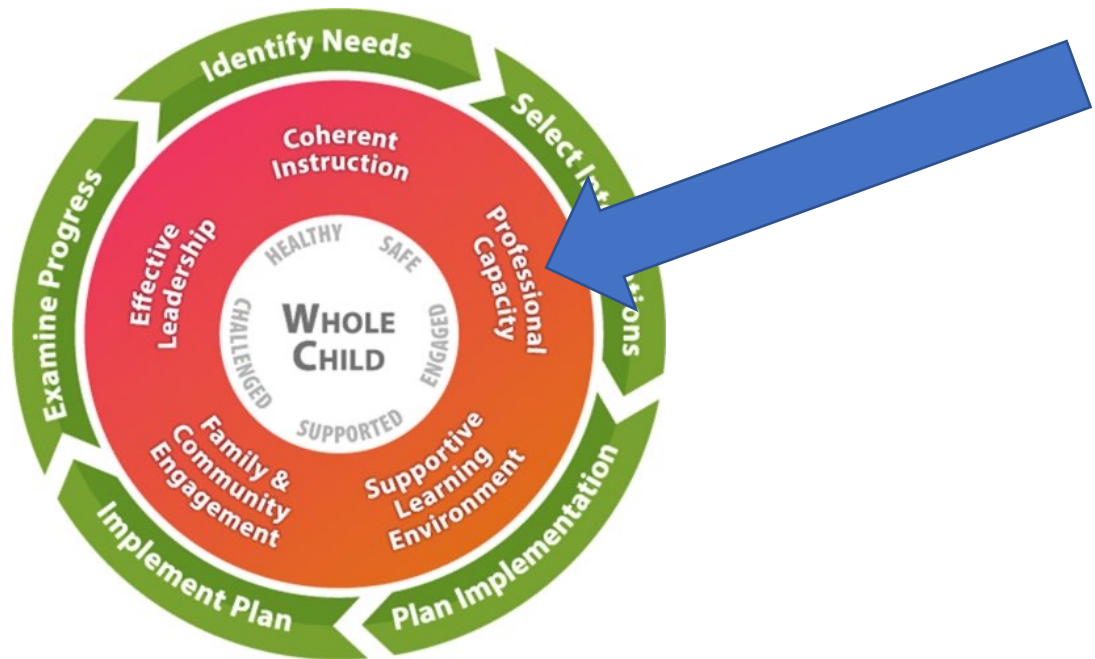 Identify Needs
Select
ons
Plan Implementation
Implement Plan
Examine Progress
Coherent
Instruction
Professional
Capacity
Supportive
Learning
Environment
Family &
Community
Engagement
Effective
Leadership
HEALTHY
SAFE
ENGAGED
SUPPORTED
CHALLENGED
WHOLE
CHILD